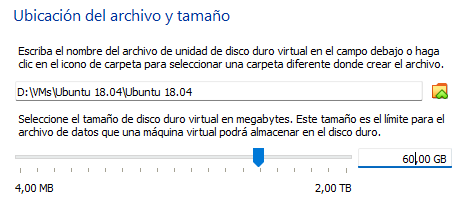 Ubicación del archivo y tamaño
Escriba el nombre del archivo de unidad de disco duro virtual en el campo debajo o haga
clic en el icono de carpeta para seleccionar una carpeta diferente donde crear el archivo.
D:\VMs\Ubuntu 18.04\Ubuntu 18.04
Seleccione el tamaño de disco duro virtual en megabytes. Este tamaño es el límite para el
archivo de datos que una máquina virtual podrá almacenar en el disco duro.
60,00 GB
4,00 MB 2,00 TB